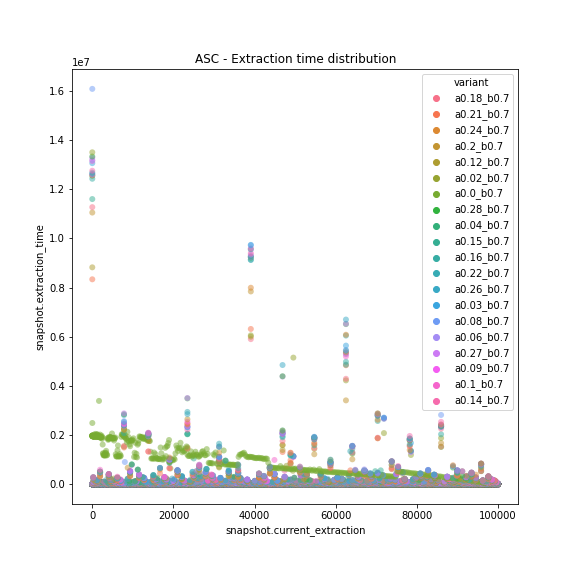 ASC - Extraction time distribution
1e7
1.6
1.4
1.2
1.0
0.8
0.6
0.4
0.2
0.0
snapshot.extraction_time
0
20000
40000
60000
80000
100000
snapshot.current_extraction
variant
a0.18_b0.7
a0.21_b0.7
a0.24_b0.7
a0.2_b0.7
a0.12_b0.7
a0.02_b0.7
a0.0_b0.7
a0.28_b0.7
a0.04_b0.7
a0.15_b0.7
a0.16_b0.7
a0.22_b0.7
a0.26_b0.7
a0.03_b0.7
a0.08_b0.7
a0.06_b0.7
a0.27_b0.7
a0.09_b0.7
a0.1_b0.7
a0.14_b0.7